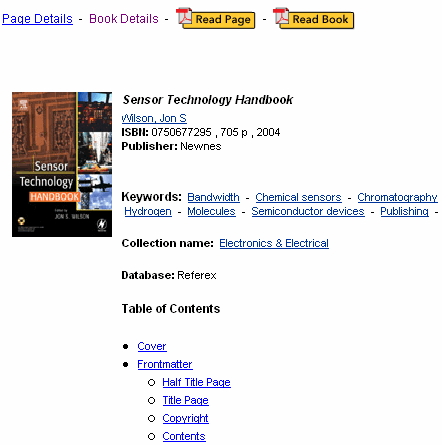 Page Details - Book Details - Read Page - Read Book
Sensor Technology Handbook
Wilson, Jon S
ISBN: 0750677295 , 705 p , 2004
Publisher: Newnes
Sensor
Technology
HANDBOOK
JON S. WILSON
Keywords: Bandwidth - Chemical sensors - Chromatography
Hydrogen - Molecules - Semiconductor devices - Publishing -
Collection name: Electronics & Electrical
Database: Referex
Table of Contents
• Cover
• Frontmatter
○ Half Title Page
○ Title Page
○ Copyright
○ Contents